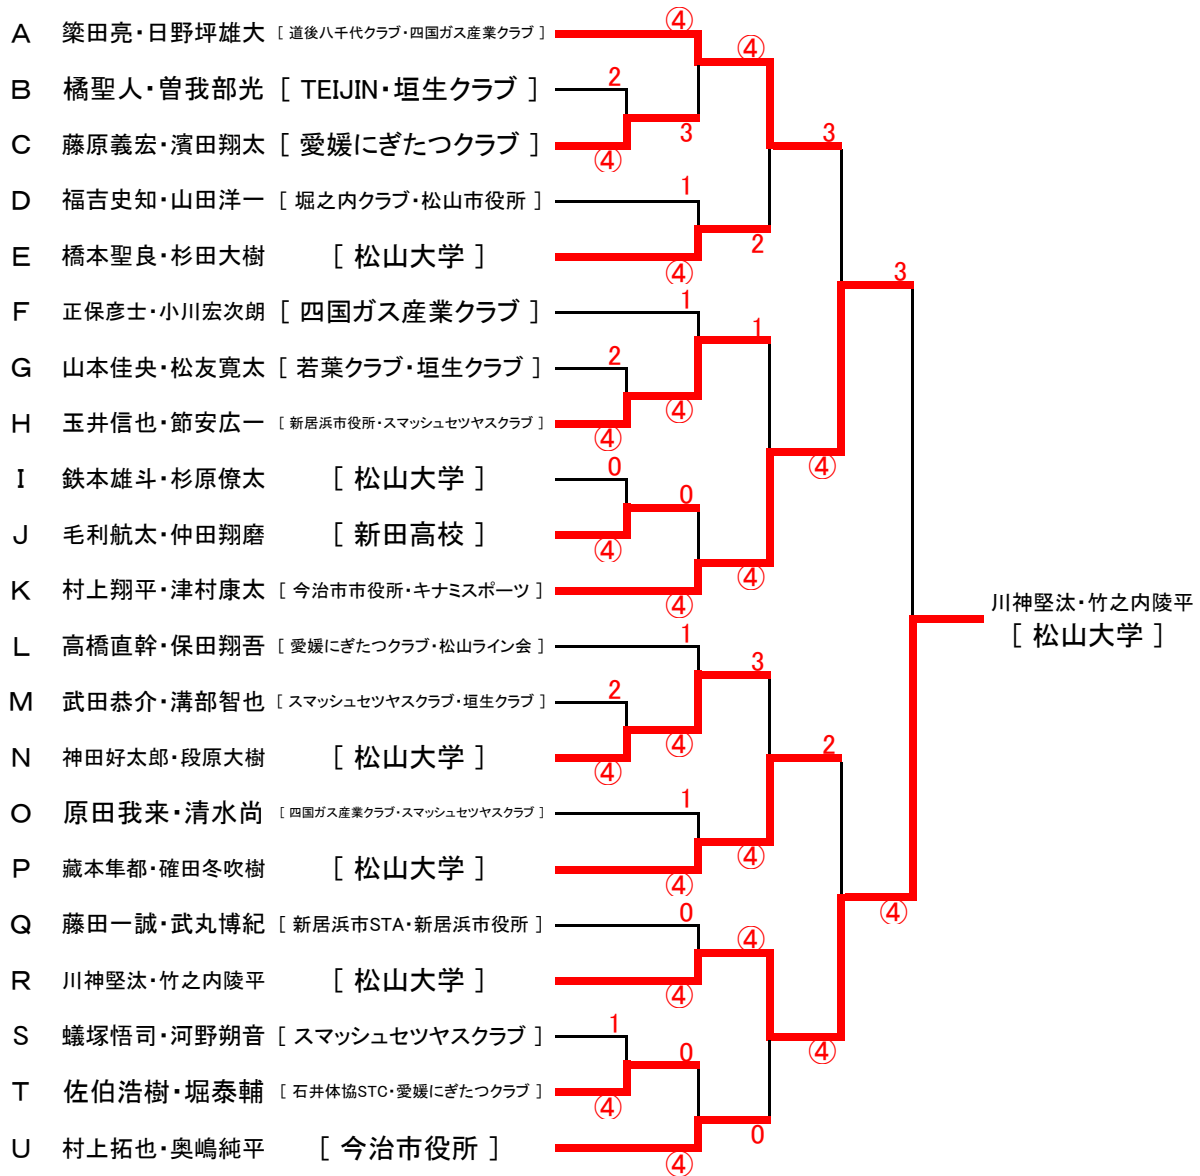 A 簗田亮・日野坪雄大 [ 道後八千代クラブ・四国ガス産業クラブ ] ④
④
B 橘聖人・曽我部光 [ TEIJIN・垣生クラブ ] 2
3 3
C 藤原義宏・濱田翔太 [ 愛媛にぎたつクラブ ] ④
D 福吉史知・山田洋一 [ 堀之内クラブ・松山市役所 ] 1
2
E 橋本聖良・杉田大樹 [ 松山大学 ] ④
3
F 正保彦士・小川宏次朗 [ 四国ガス産業クラブ ] 1
1
G 山本佳央・松友寛太 [ 若葉クラブ・垣生クラブ ] 2
④
H 玉井信也・節安広一 [ 新居浜市役所・スマッシュセツヤスクラブ ] ④
④
I 鉄本雄斗・杉原僚太 [ 松山大学 ] 0
0
J 毛利航太・仲田翔磨 [ 新田高校 ] ④
④
K 村上翔平・津村康太 [ 今治市市役所・キナミスポーツ ] ④
川神堅汰・竹之内陵平
[ 松山大学 ]
L 高橋直幹・保田翔吾 [ 愛媛にぎたつクラブ・松山ライン会 ] 1
3
M 武田恭介・溝部智也 [ スマッシュセツヤスクラブ・垣生クラブ ] 2
④ 2
N 神田好太郎・段原大樹 [ 松山大学 ] ④
O 原田我来・清水尚 [ 四国ガス産業クラブ・スマッシュセツヤスクラブ ] 1
④
P 藏本隼都・確田冬吹樹 [ 松山大学 ] ④
④
Q 藤田一誠・武丸博紀 [ 新居浜市STA・新居浜市役所 ] 0
④
R 川神堅汰・竹之内陵平 [ 松山大学 ] ④
S 蟻塚悟司・河野朔音 [ スマッシュセツヤスクラブ ] 1
0 ④
T 佐伯浩樹・堀泰輔 [ 石井体協STC・愛媛にぎたつクラブ ] ④
0
U 村上拓也・奥嶋純平 [ 今治市役所 ] ④